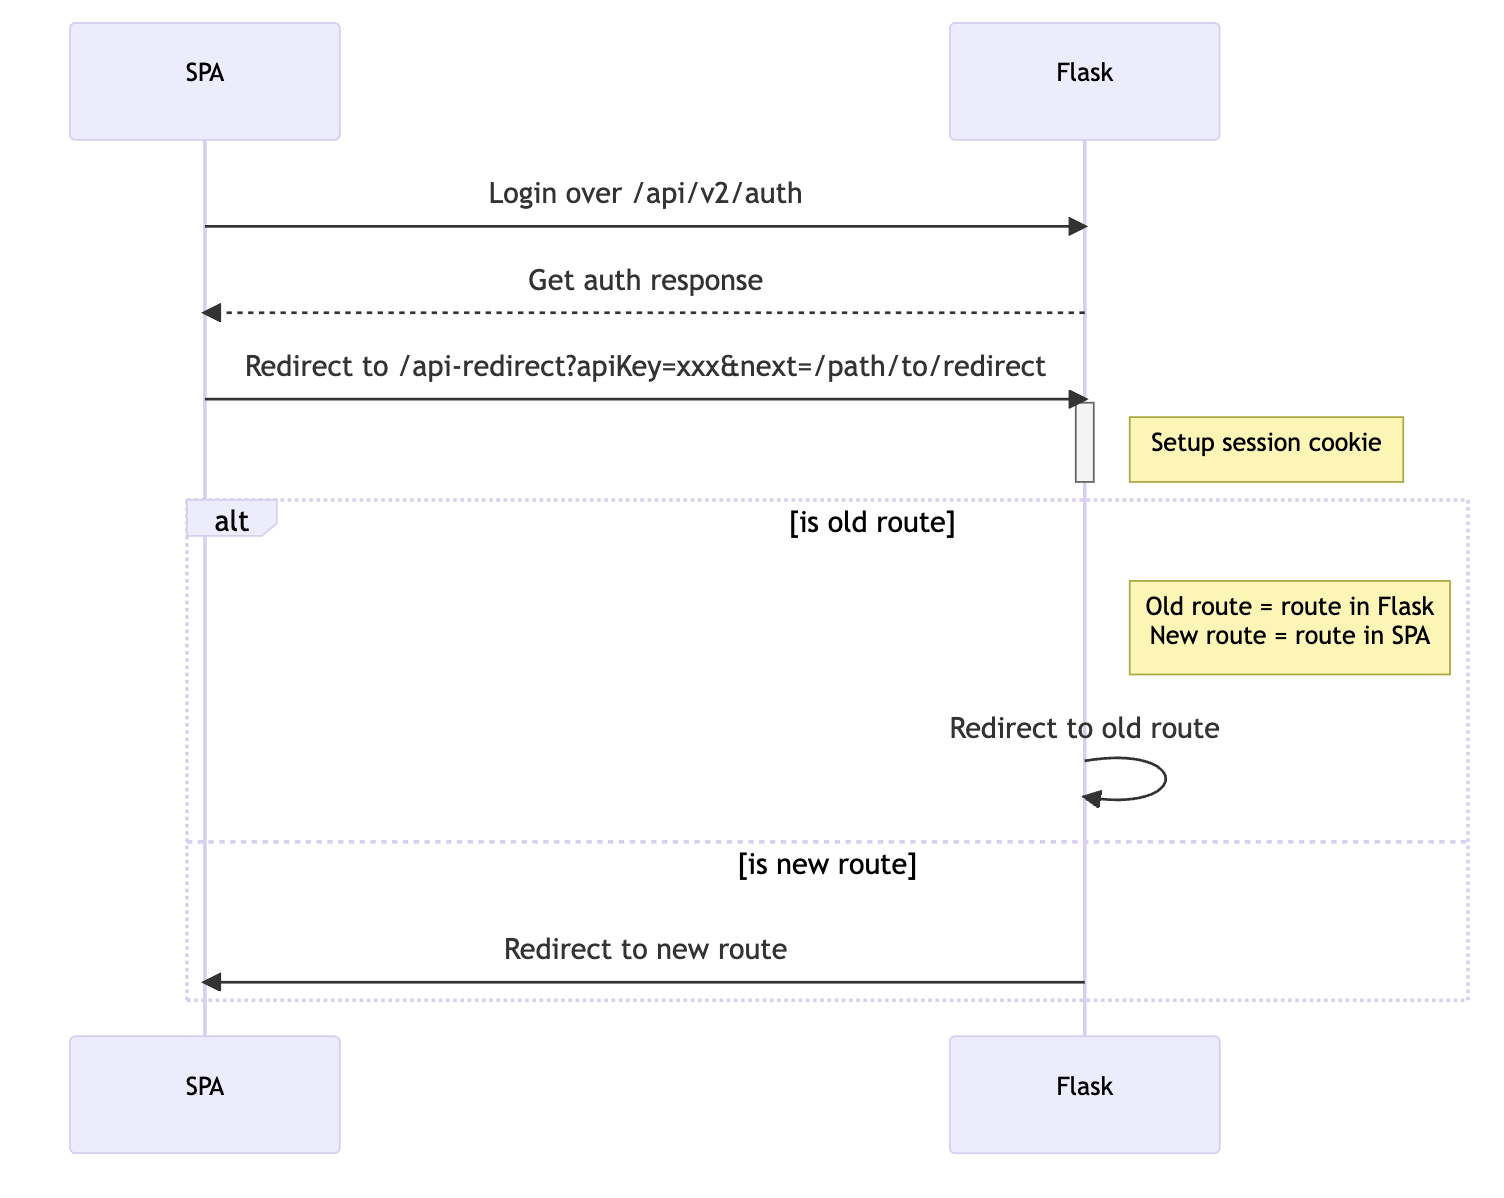 SPA
Flask
Login over /api/v2/auth
Get auth response
Redirect to /api-redirect?apiKey=xxx&next=/path/to/redirect
Setup session cookie
alt
[is old route]
Old route = route in Flask
New route = route in SPA
Redirect to old route
[is new route]
Redirect to new route
SPA
Flask